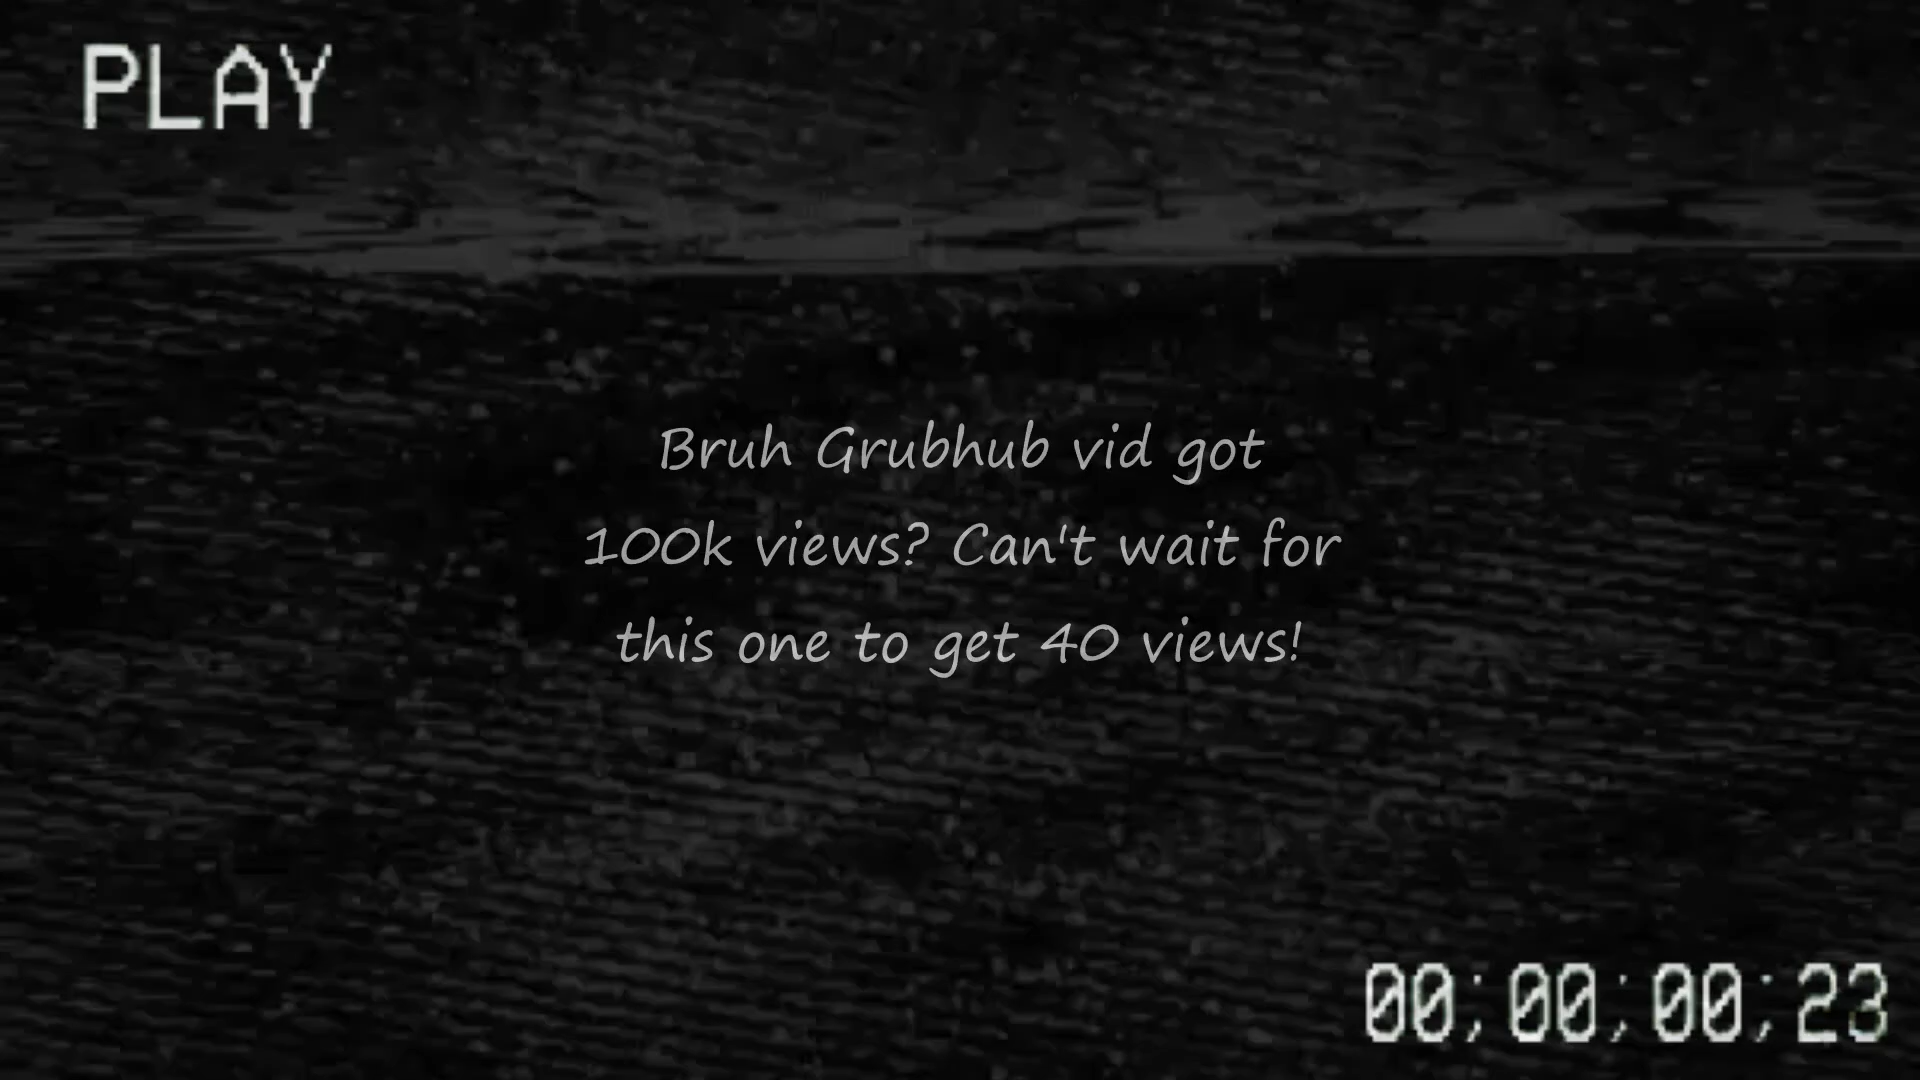 PLAY
Bruh Grubhub vid got
100k views? Can't wait for
this one to get 40 views!
00;00;00;23